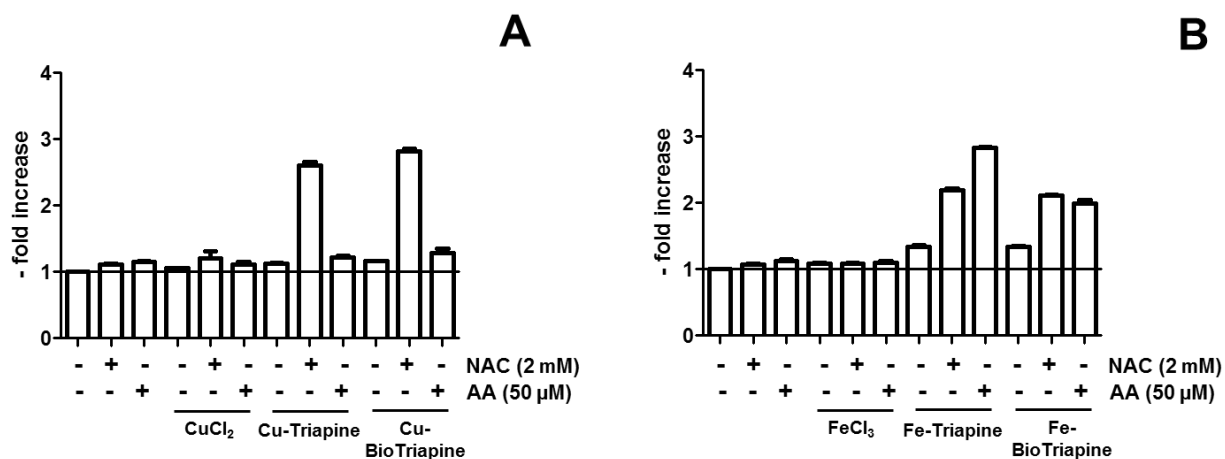 A
- fold increase
4
3
2
1
0
- + - - + - - + - - + - NAC (2 mM)
- - + - - + - - + - - + AA (50 µM)
CuCl2 Cu-Triapine Cu-
BioTriapine
B
- fold increase
4
3
2
1
0
- + - - + - - + - - + - NAC (2 mM)
- - + - - + - - + - - + AA (50 µM)
FeCl3 Fe-Triapine Fe-
BioTriapine